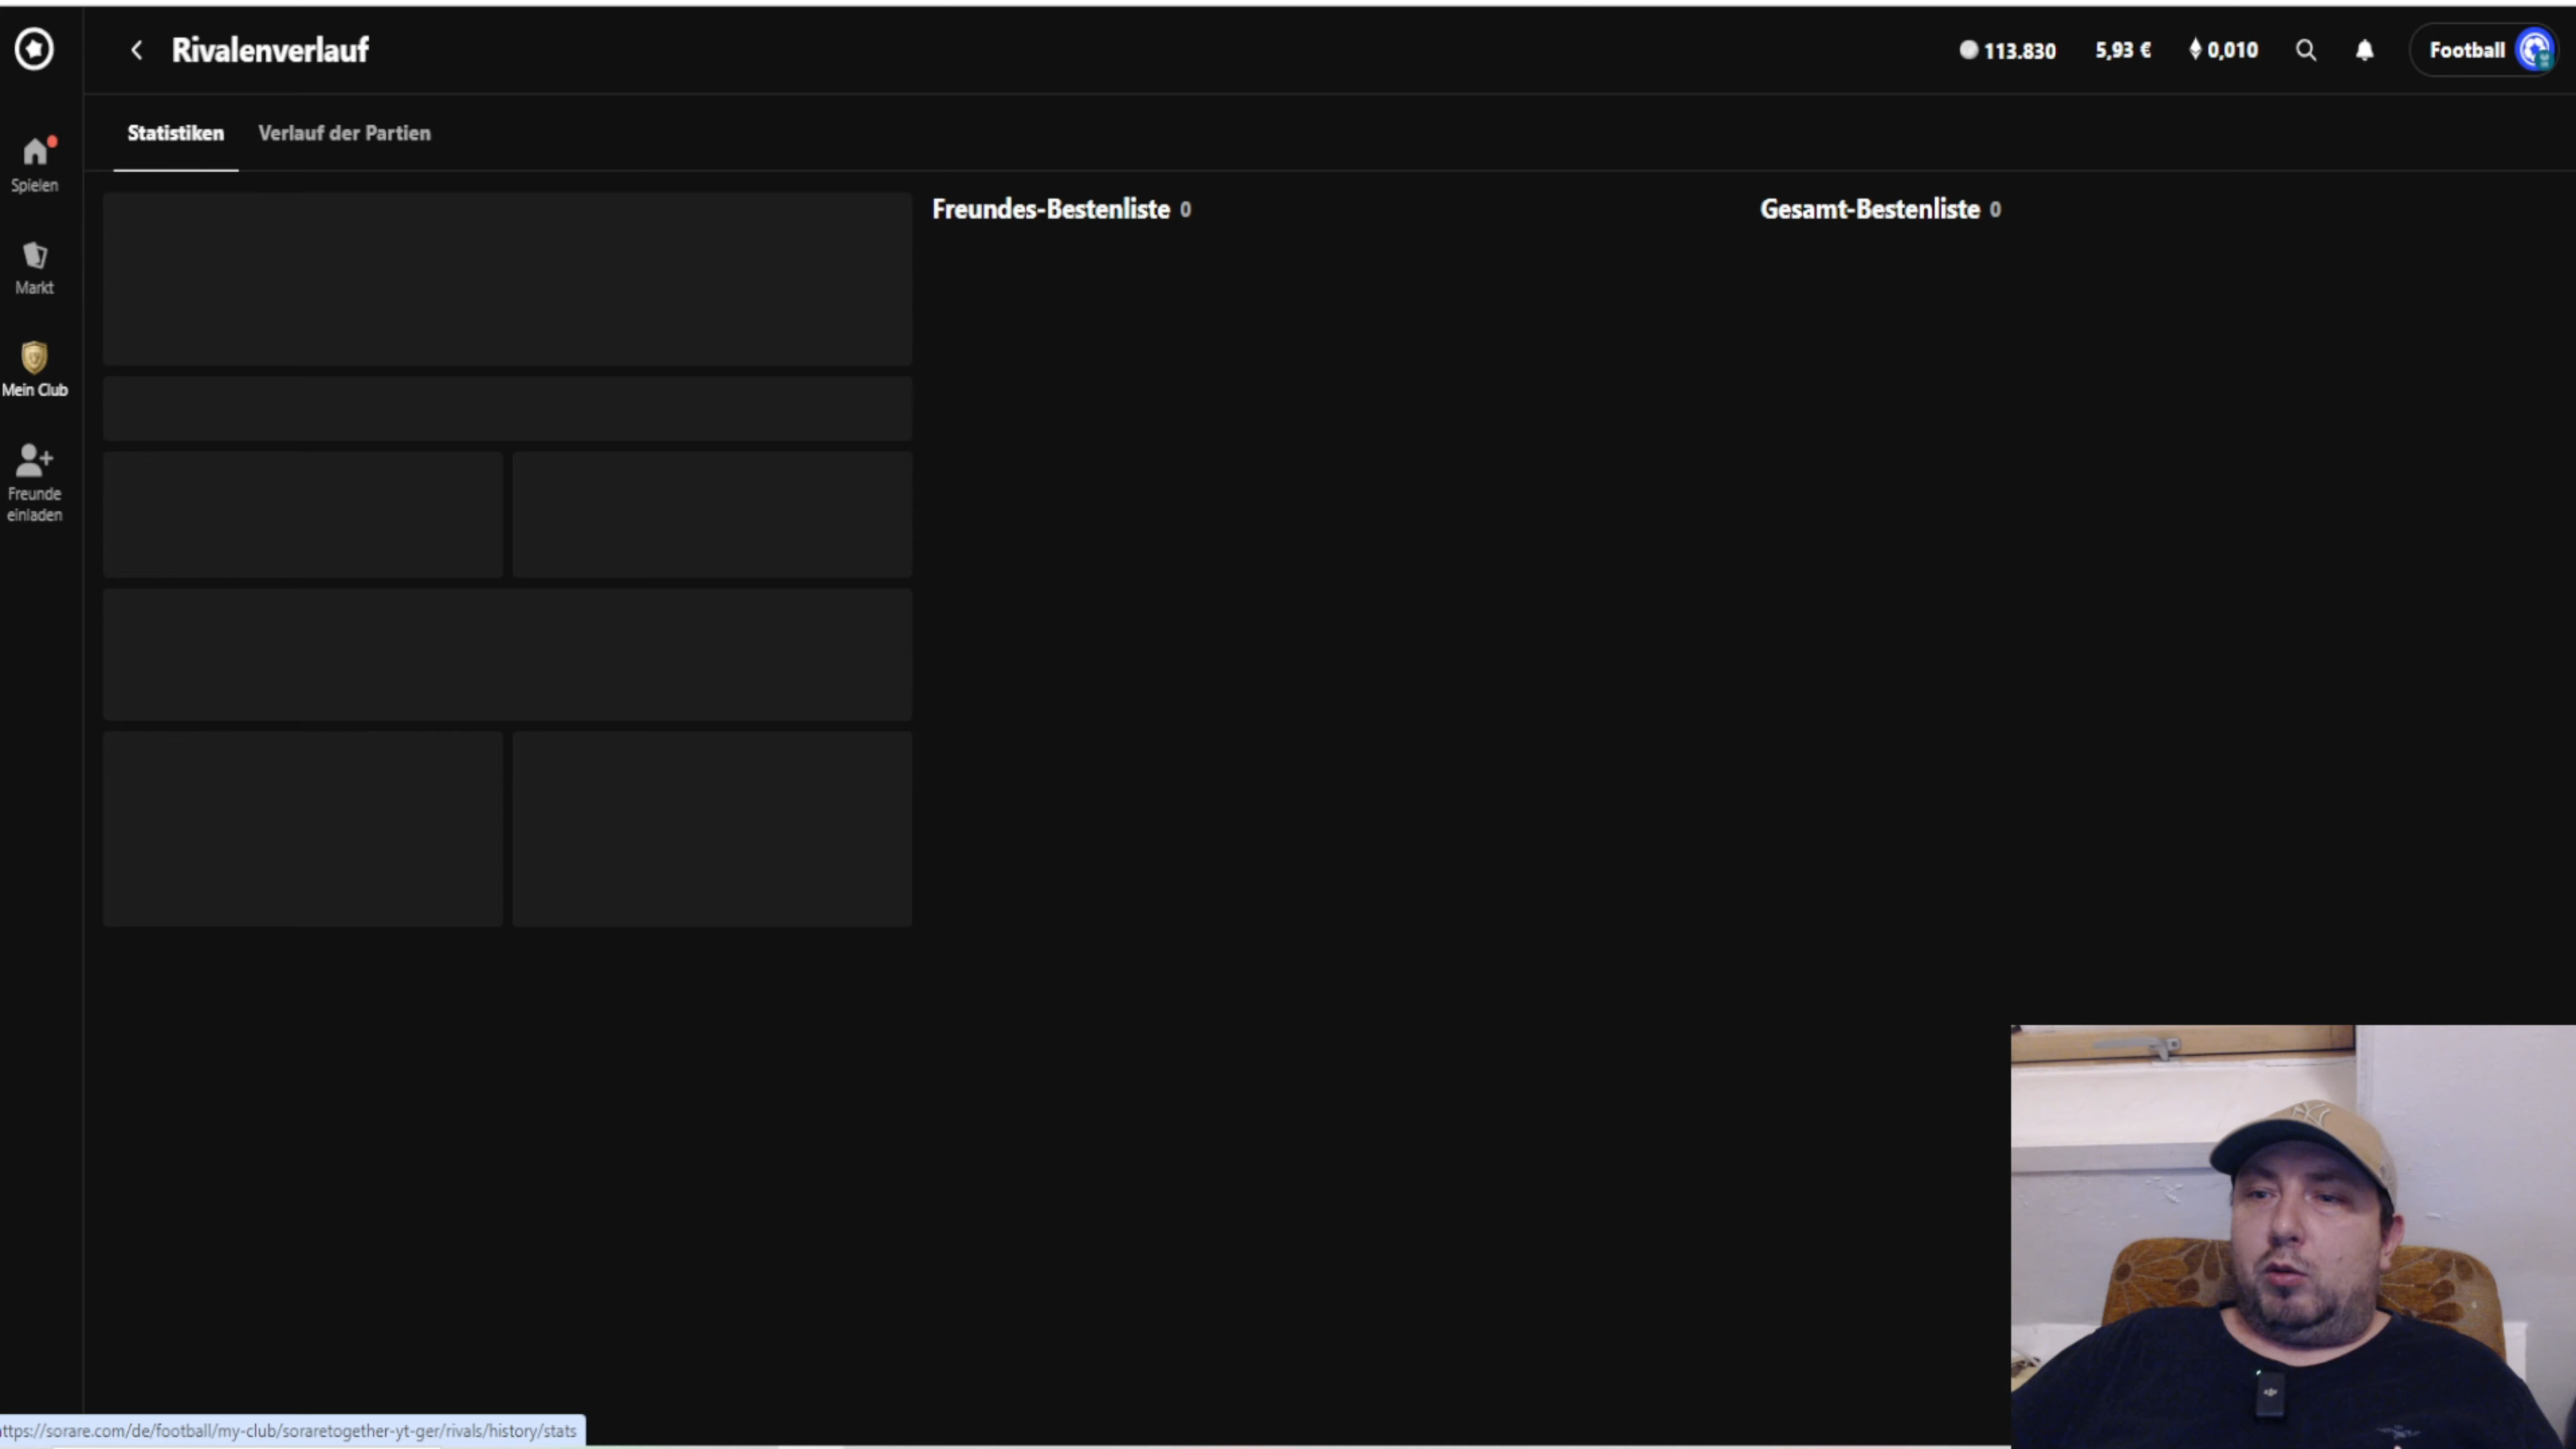 Rivalenverlauf
113.830
5,93 €
0,010
Football
Statistiken
Verlauf der Partien
Spielen
Markt
Mein Club
Freunde
einladen
Freundes-Bestenliste 0
Gesamt-Bestenliste 0
ttps://sorare.com/de/football/my-club/soraretogether-yt-ger/rivals/history/stats